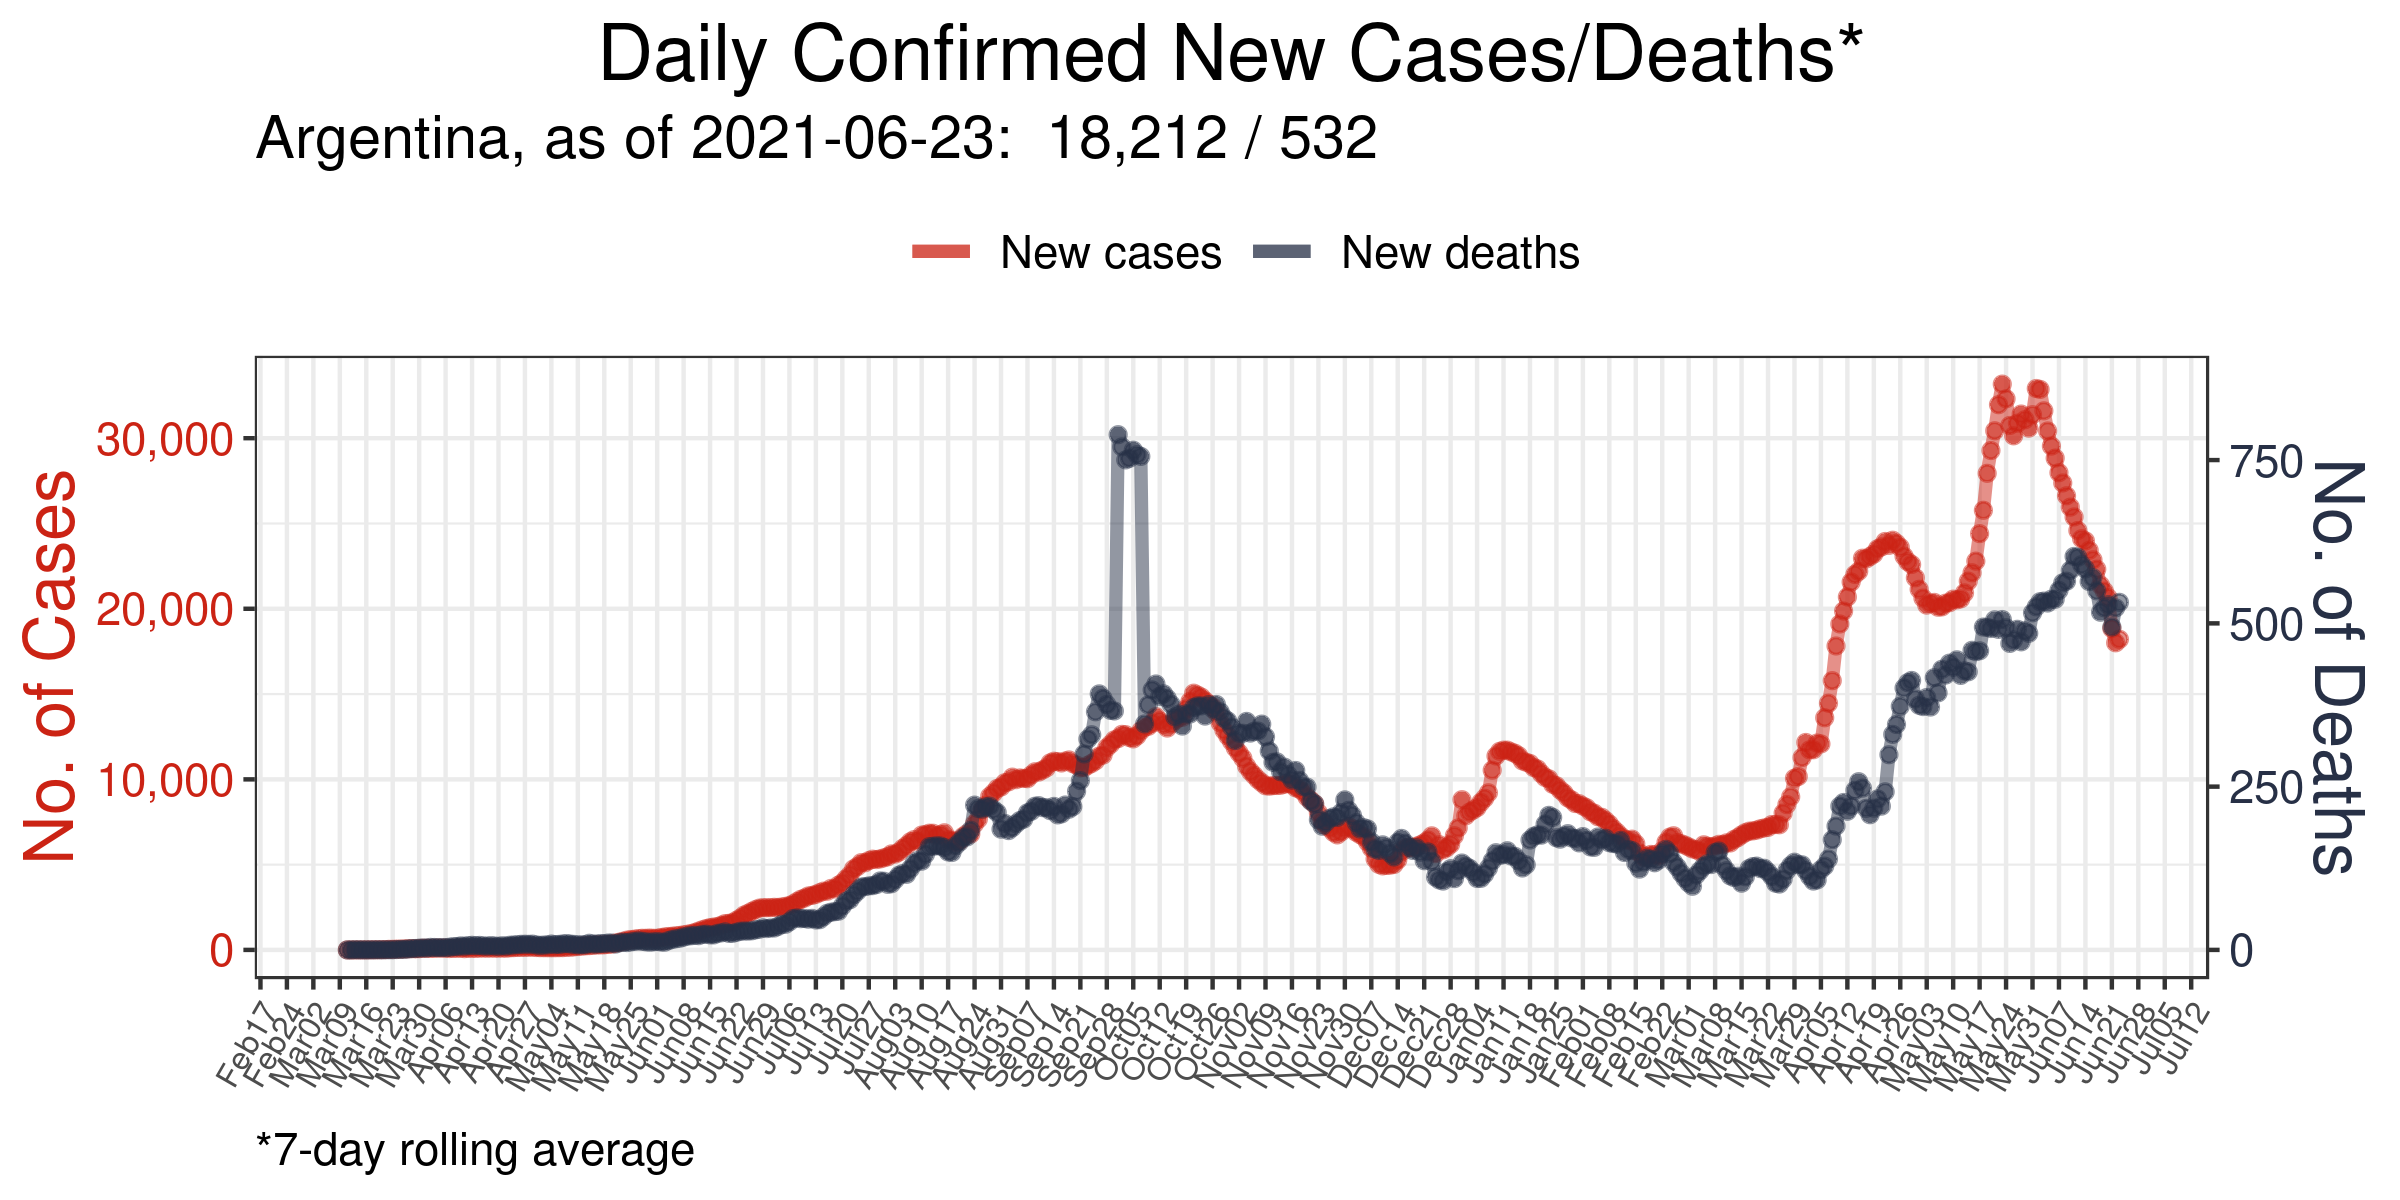 Daily Confirmed New Cases/Deaths*
Argentina, as of 2021-06-23:  18,212 / 532
New cases
New deaths
No. of Cases
30,000
20,000
10,000
0
750
500
250
0
No. of Deaths
Feb17
Feb24
Mar02
Mar09
Mar16
Mar23
Mar30
Apr06
Apr13
Apr20
Apr27
May04
May11
May18
May25
Jun01
Jun08
Jun15
Jun22
Jun29
Jul06
Jul13
Jul20
Jul27
Aug03
Aug10
Aug17
Aug24
Aug31
Sep07
Sep14
Sep21
Sep28
Oct05
Oct12
Oct19
Oct26
Nov02
Nov09
Nov16
Nov23
Nov30
Dec07
Dec14
Dec21
Dec28
Jan04
Jan11
Jan18
Jan25
Feb01
Feb08
Feb15
Feb22
Mar01
Mar08
Mar15
Mar22
Mar29
Apr05
Apr12
Apr19
Apr26
May03
May10
May17
May24
May31
Jun07
Jun14
Jun21
Jun28
Jul05
Jul12
*7-day rolling average